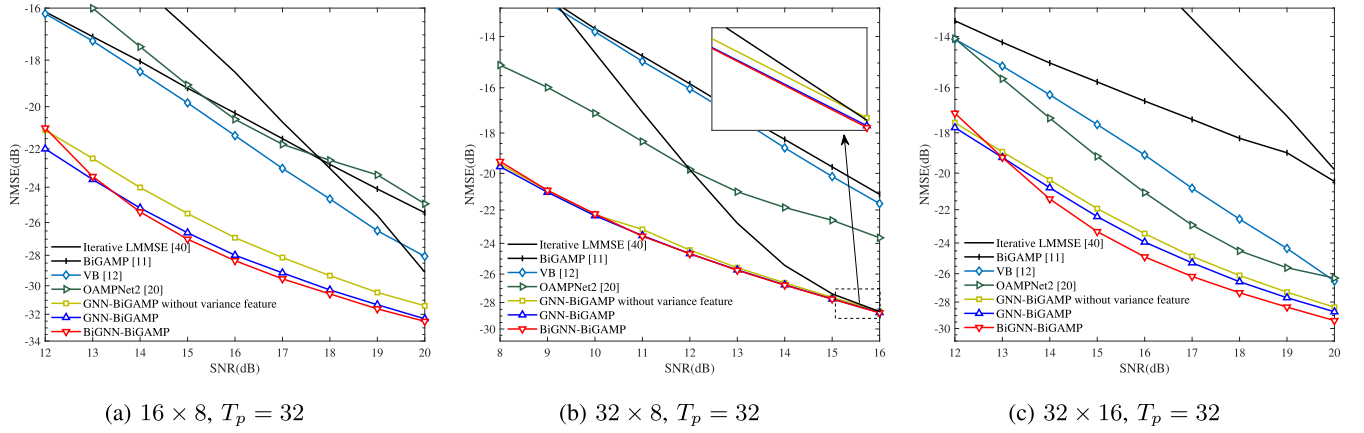 -16
-18
-20
-22
-24
-26
-28
-30
-32
-34
NMSE(dB)
Iterative LMMSE [40]
BiGAMP [11]
VB [12]
OAMPNet2 [20]
GNN-BiGAMP without variance feature
GNN-BiGAMP
BiGNN-BiGAMP
12 13 14 15 16 17 18 19 20
SNR(dB)
(a) 16 × 8, T_p = 32
-14
-16
-18
-20
-22
-24
-26
-28
-30
NMSE(dB)
Iterative LMMSE [40]
BiGAMP [11]
VB [12]
OAMPNet2 [20]
GNN-BiGAMP without variance feature
GNN-BiGAMP
BiGNN-BiGAMP
8 9 10 11 12 13 14 15 16
SNR(dB)
(b) 32 × 8, T_p = 32
-14
-16
-18
-20
-22
-24
-26
-28
-30
NMSE(dB)
Iterative LMMSE [40]
BiGAMP [11]
VB [12]
OAMPNet2 [20]
GNN-BiGAMP without variance feature
GNN-BiGAMP
BiGNN-BiGAMP
12 13 14 15 16 17 18 19 20
SNR(dB)
(c) 32 × 16, T_p = 32